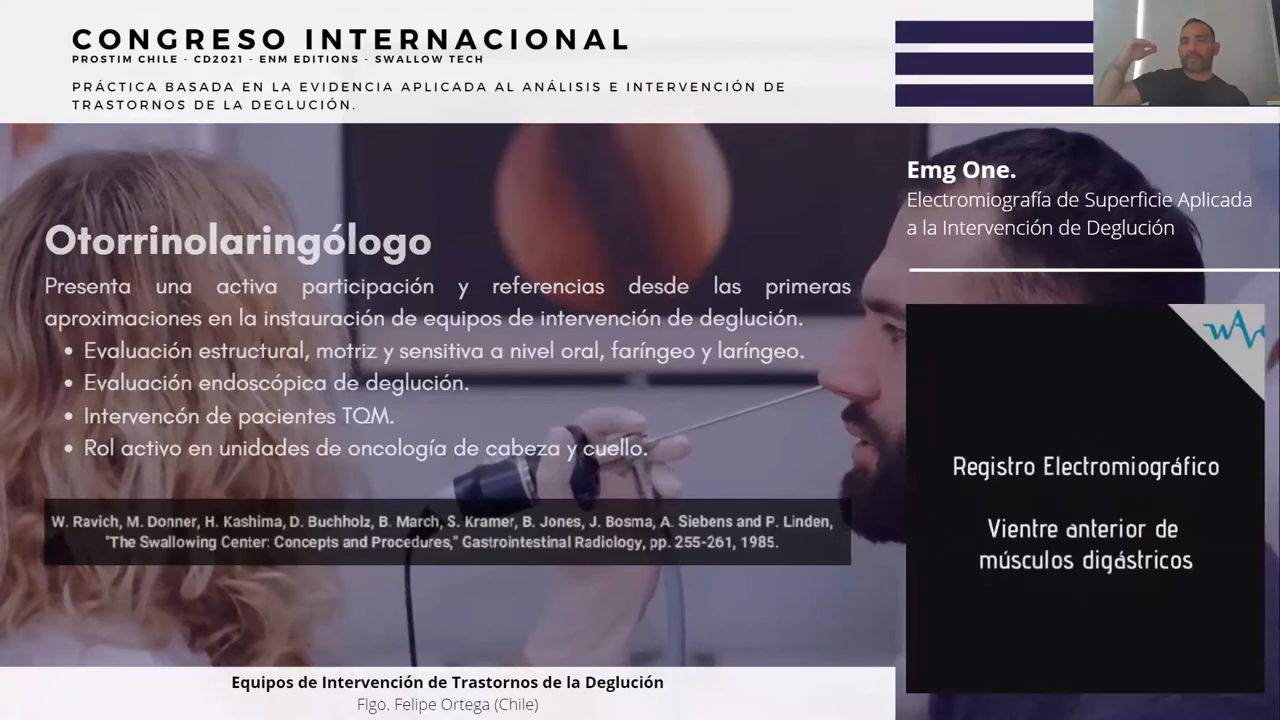 CONGRESO INTERNACIONAL
PROSTIM CHILE - CD2021 - ENM EDITIONS - SWALLOW TECH
PRÁCTICA BASADA EN LA EVIDENCIA APLICADA AL ANÁLISIS E INTERVENCIÓN DE
TRASTORNOS DE LA DEGLUCIÓN.
Otorrinolaringólogo
Presenta una activa participación y referencias desde las primeras
aproximaciones en la instauración de equipos de intervención de deglución.
• Evaluación estructural, motriz y sensitiva a nivel oral, faríngeo y laríngeo.
• Evaluación endoscópica de deglución.
• Intervencón de pacientes TQM.
• Rol activo en unidades de oncología de cabeza y cuello.
W. Ravich, M. Donner, H. Kashima, D. Buchholz, B. March, S. Kramer, B. Jones, J. Bosma, A. Siebens and P. Linden,
"The Swallowing Center: Concepts and Procedures," Gastrointestinal Radiology, pp. 255-261, 1985.
Equipos de Intervención de Trastornos de la Deglución
Flgo. Felipe Ortega (Chile)
Emg One.
Electromiografía de Superficie Aplicada
a la Intervención de Deglución
Registro Electromiográfico
Vientre anterior de
músculos digástricos